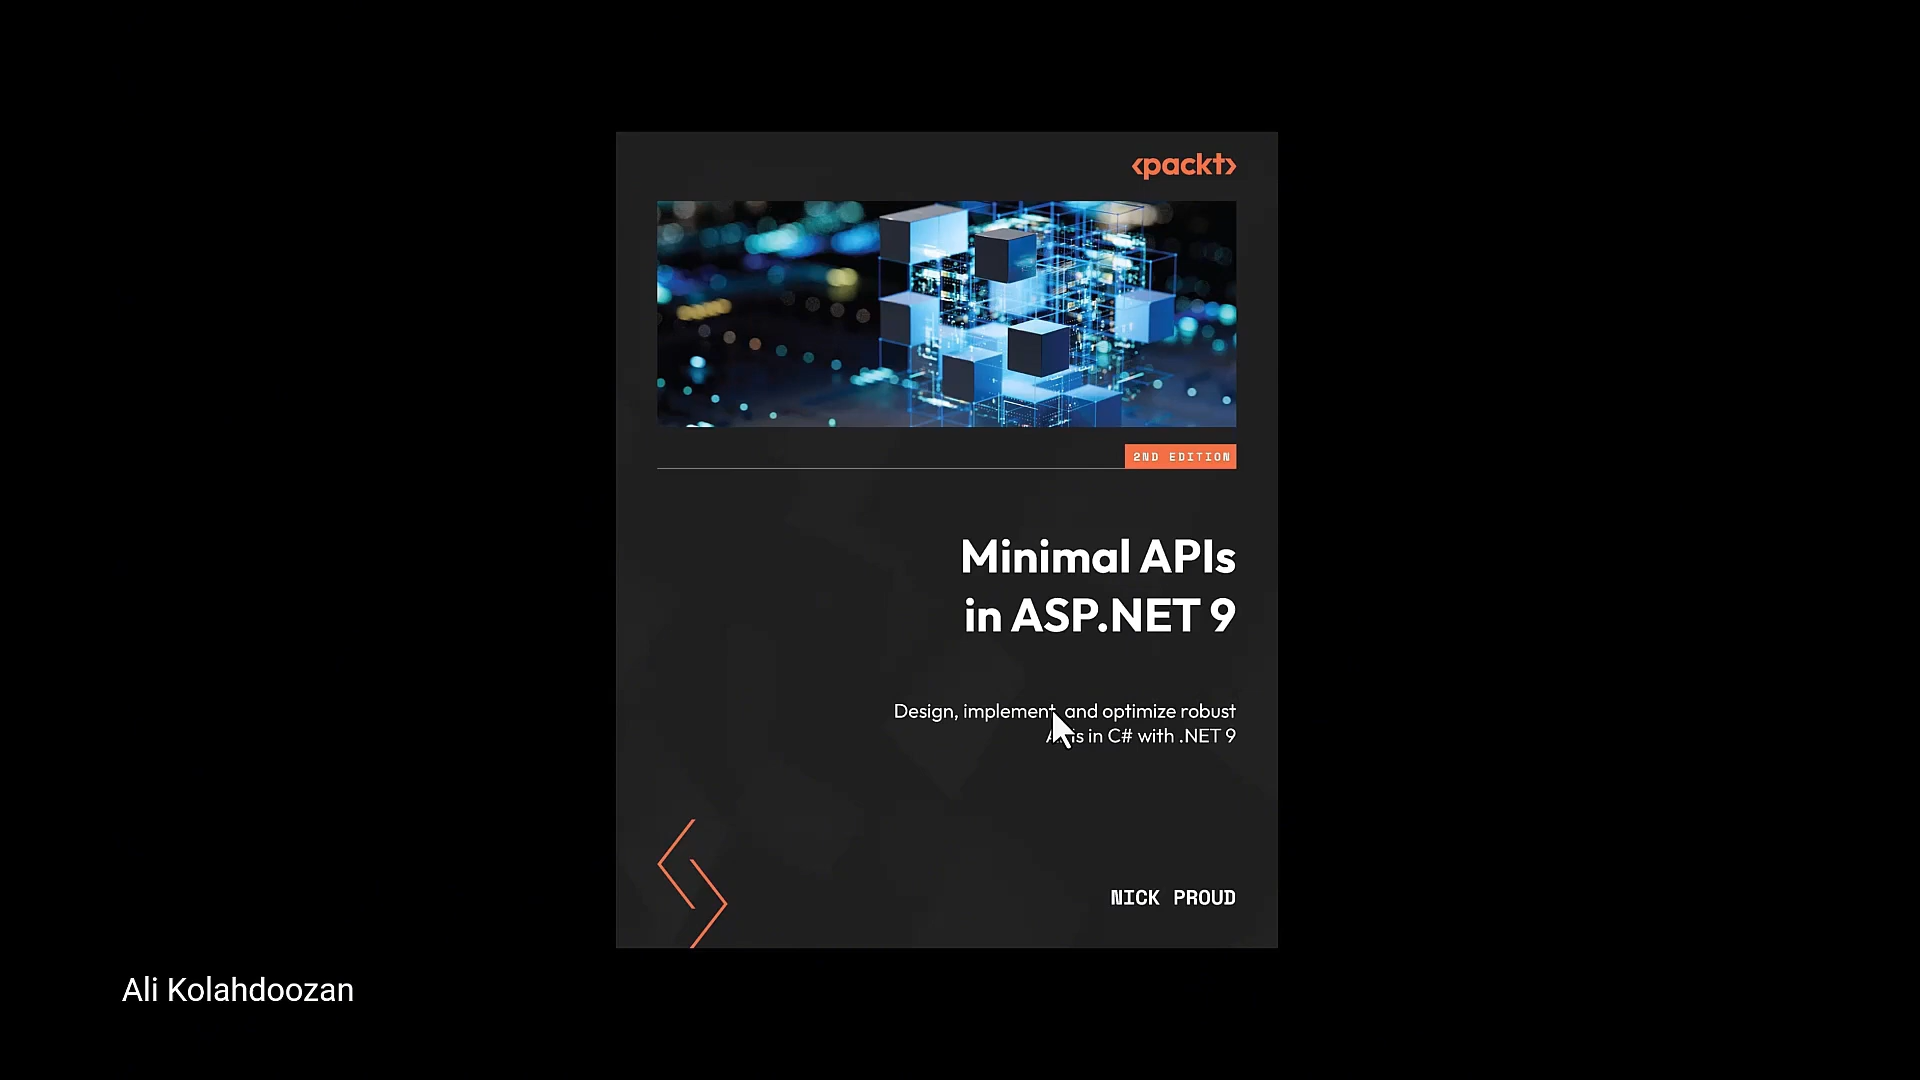 <packt>
2ND EDITION
Minimal APIs
in ASP.NET 9
Design, implement, and optimize robust
APIs in C# with .NET 9
NICK PROUD
Ali Kolahdoozan